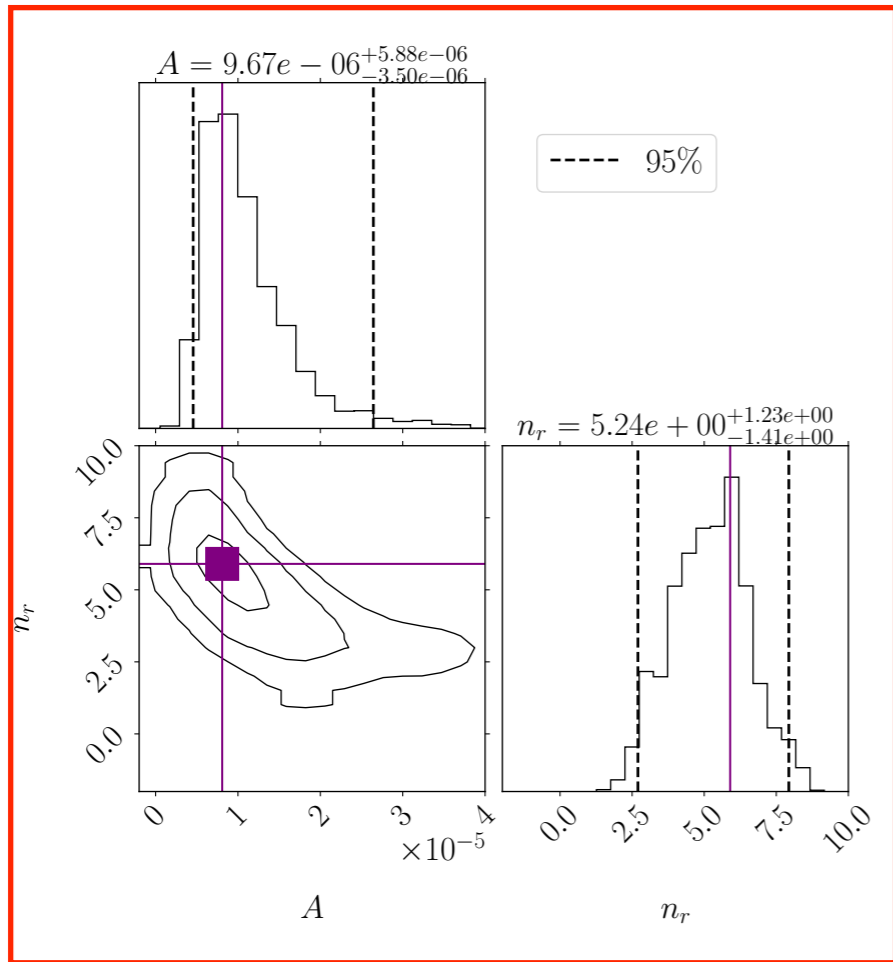 A = 9.67e − 06^{+5.88e−06}_{−3.50e−06}
95%
n_r = 5.24e + 00^{+1.23e+00}_{−1.41e+00}
10.0
7.5
5.0
2.5
0.0
n_r
0 1 2 3 4
×10^{−5}
A
0.0 2.5 5.0 7.5 10.0
n_r